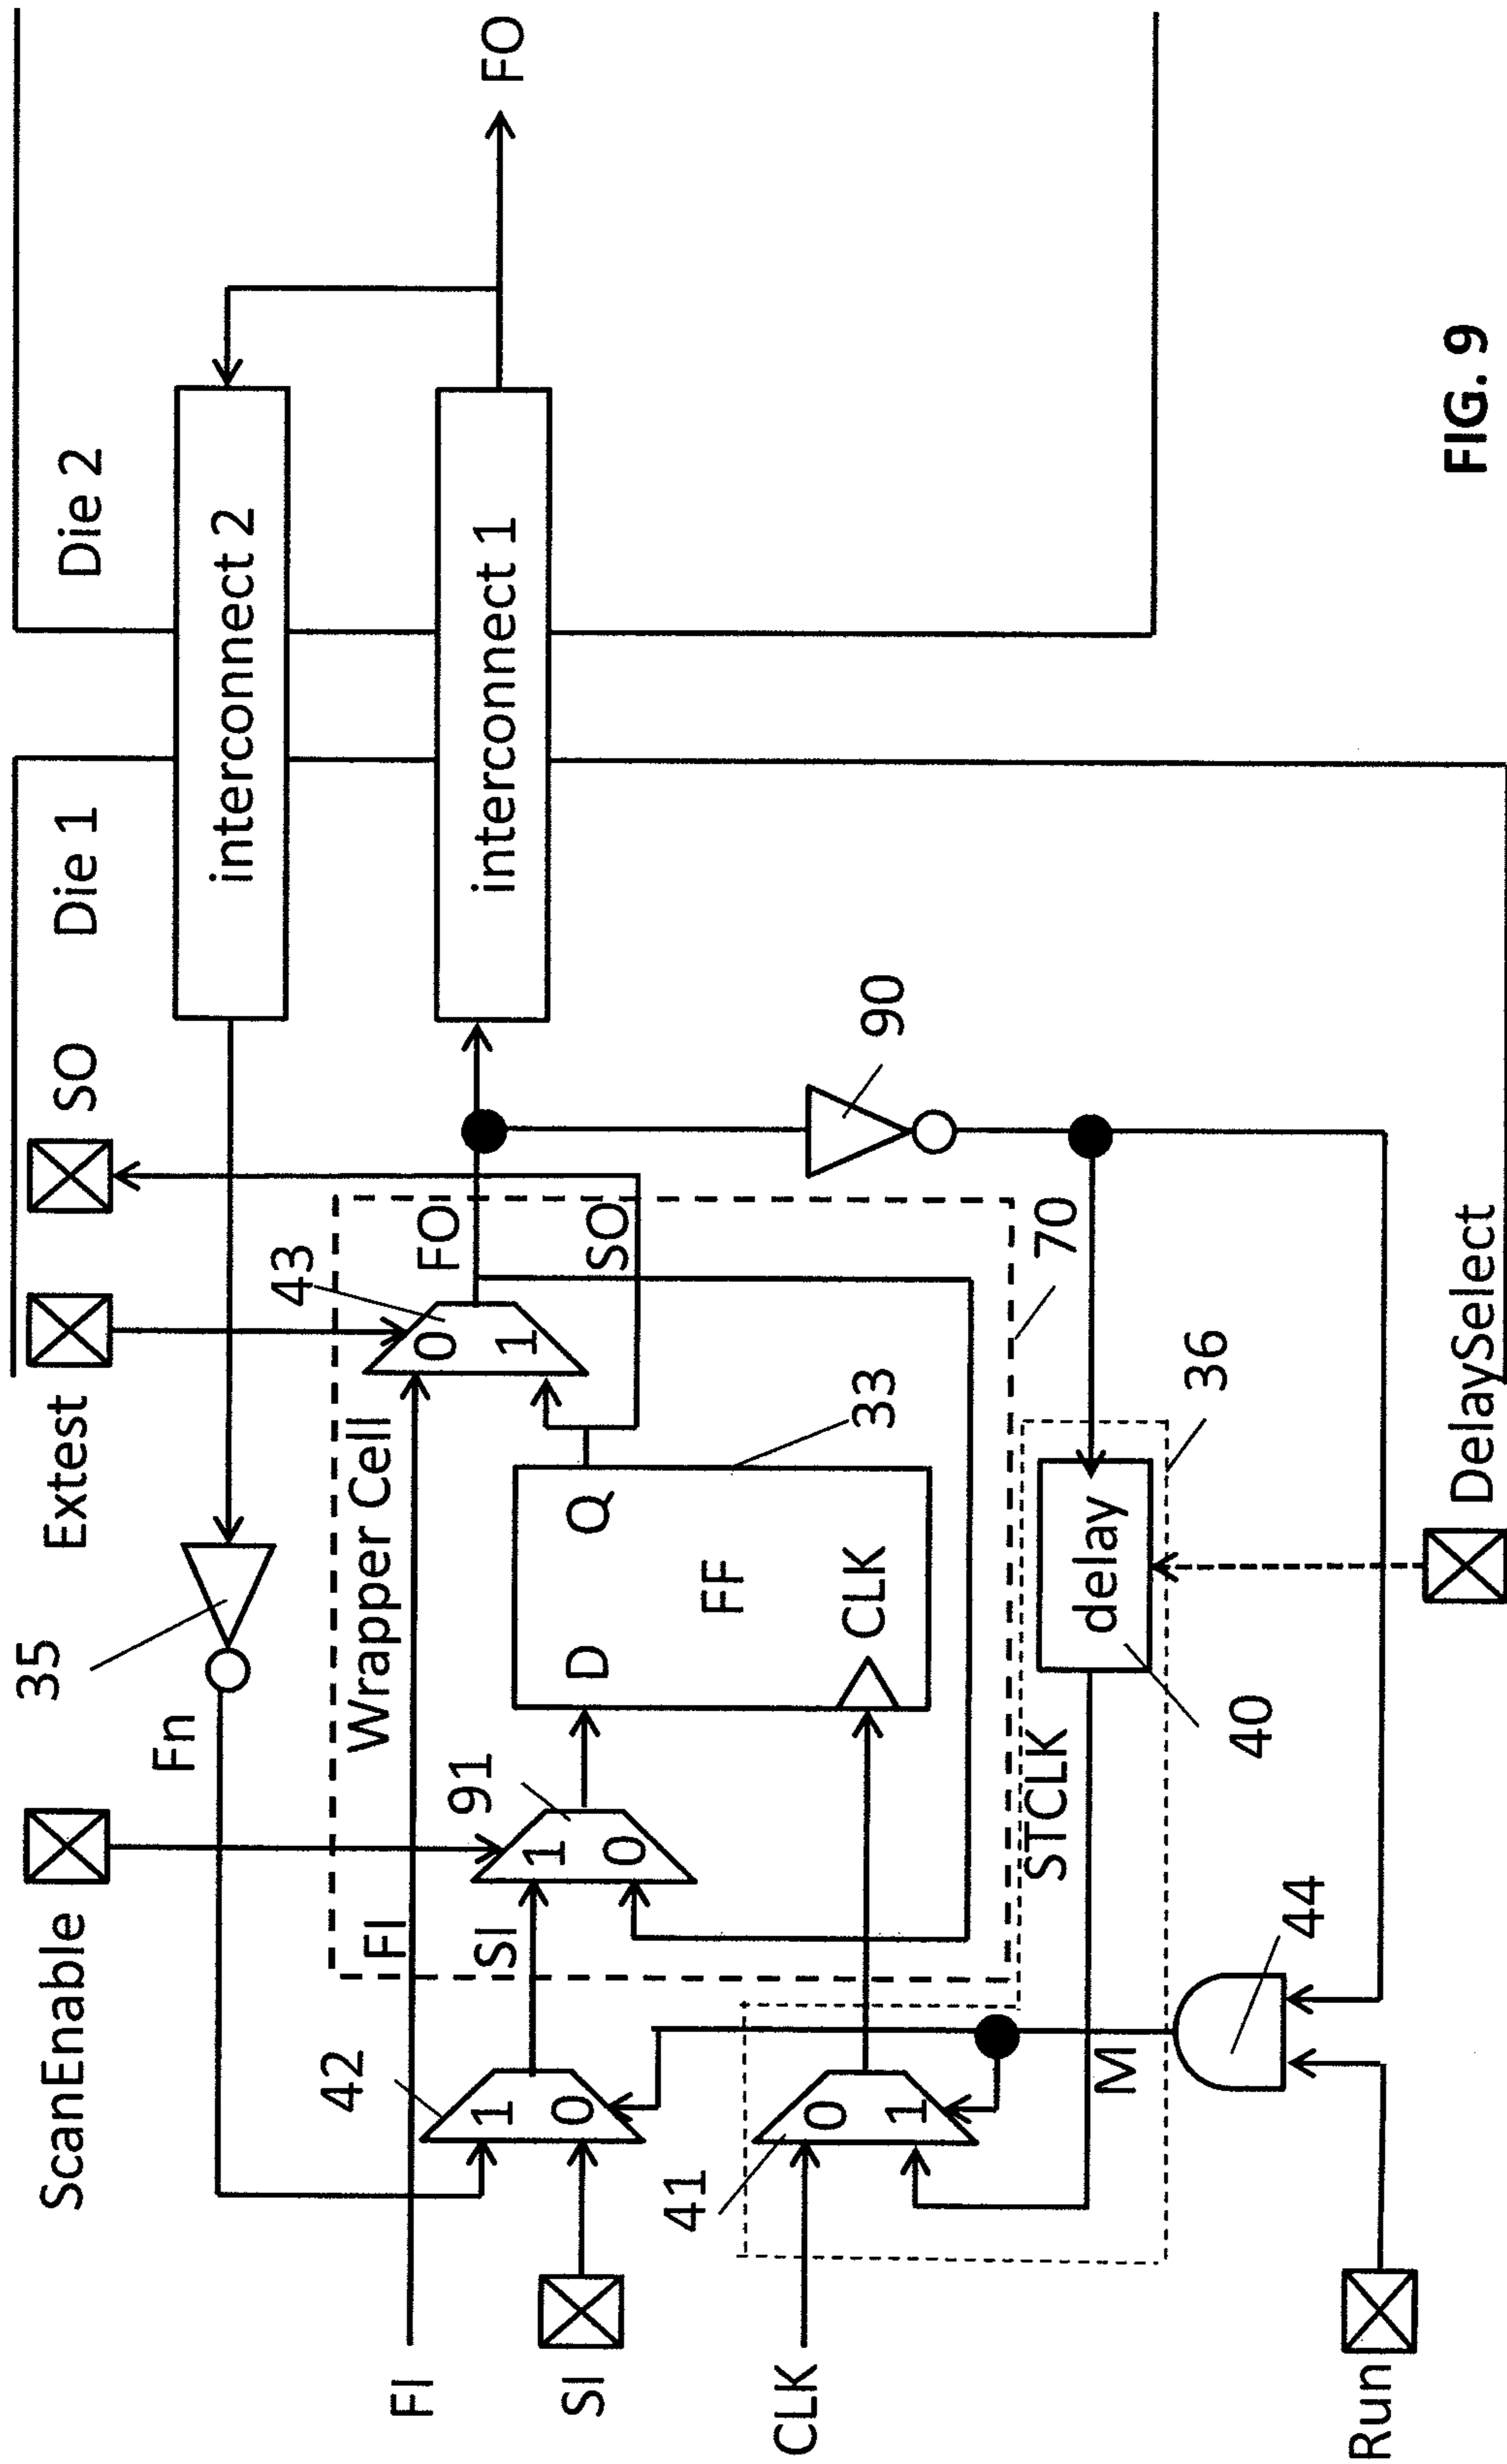 ScanEnable
Extest
SO
Die 1
Die 2
35
Fn
interconnect 2
FI
FI
Wrapper Cell
43
0
1
FO
FO
interconnect 1
SI
42
1
0
SI
91
1
0
D
Q
FF
CLK
33
SO
CLK
41
0
1
70
90
STCLK
delay
36
40
M
44
Run
DelaySelect
FIG. 9